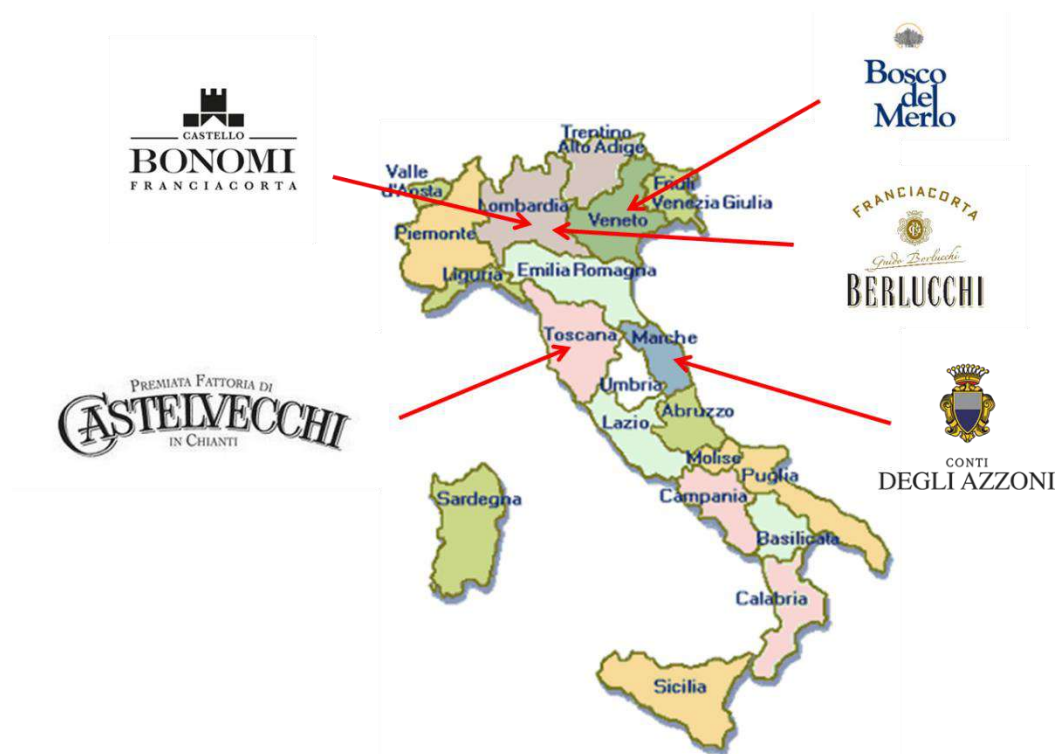 CASTELLO
BONOMI
FRANCIACORTA
Bosco
del
Merlo
FRANCIACORTA
Guido Berlucchi
BERLUCCHI
PREMIATA FATTORIA DI
CASTELVECCHI
IN CHIANTI
CONTI
DEGLI AZZONI
Trentino
Alto Adige
Valle
d'Aosta
Friuli
Venezia Giulia
Lombardia
Veneto
Piemonte
Liguria
Emilia Romagna
Toscana
Marche
Umbria
Lazio
Abruzzo
Molise
Puglia
Campania
Sardegna
Basilicata
Calabria
Sicilia